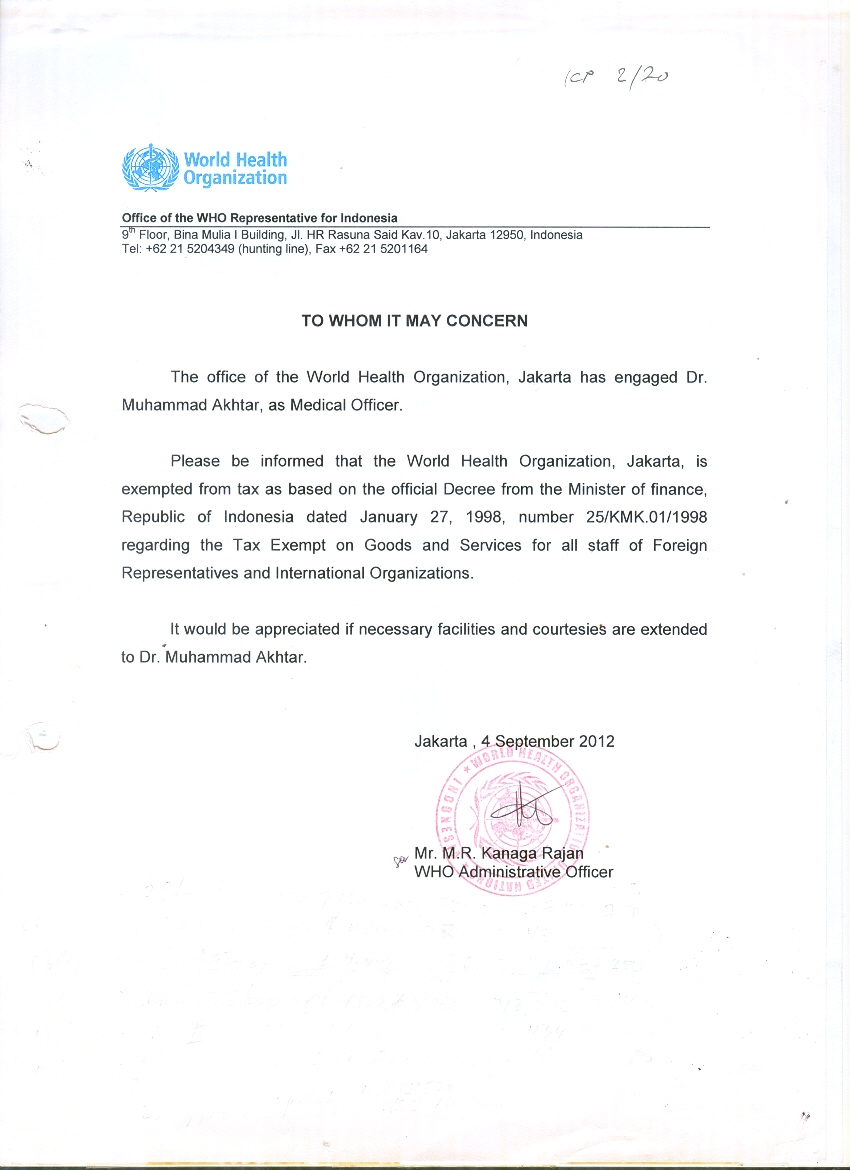 ICP 2/20
World Health
Organization
Office of the WHO Representative for Indonesia
9th Floor, Bina Mulia I Building, Jl. HR Rasuna Said Kav.10, Jakarta 12950, Indonesia
Tel: +62 21 5204349 (hunting line), Fax +62 21 5201164
TO WHOM IT MAY CONCERN
The office of the World Health Organization, Jakarta has engaged Dr.
Muhammad Akhtar, as Medical Officer.
Please be informed that the World Health Organization, Jakarta, is
exempted from tax as based on the official Decree from the Minister of finance,
Republic of Indonesia dated January 27, 1998, number 25/KMK.01/1998
regarding the Tax Exempt on Goods and Services for all staff of Foreign
Representatives and International Organizations.
It would be appreciated if necessary facilities and courtesies are extended
to Dr. Muhammad Akhtar.
Jakarta , 4 September 2012
WORLD HEALTH ORGANIZATION
Mr. M.R. Kanaga Rajan
WHO Administrative Officer